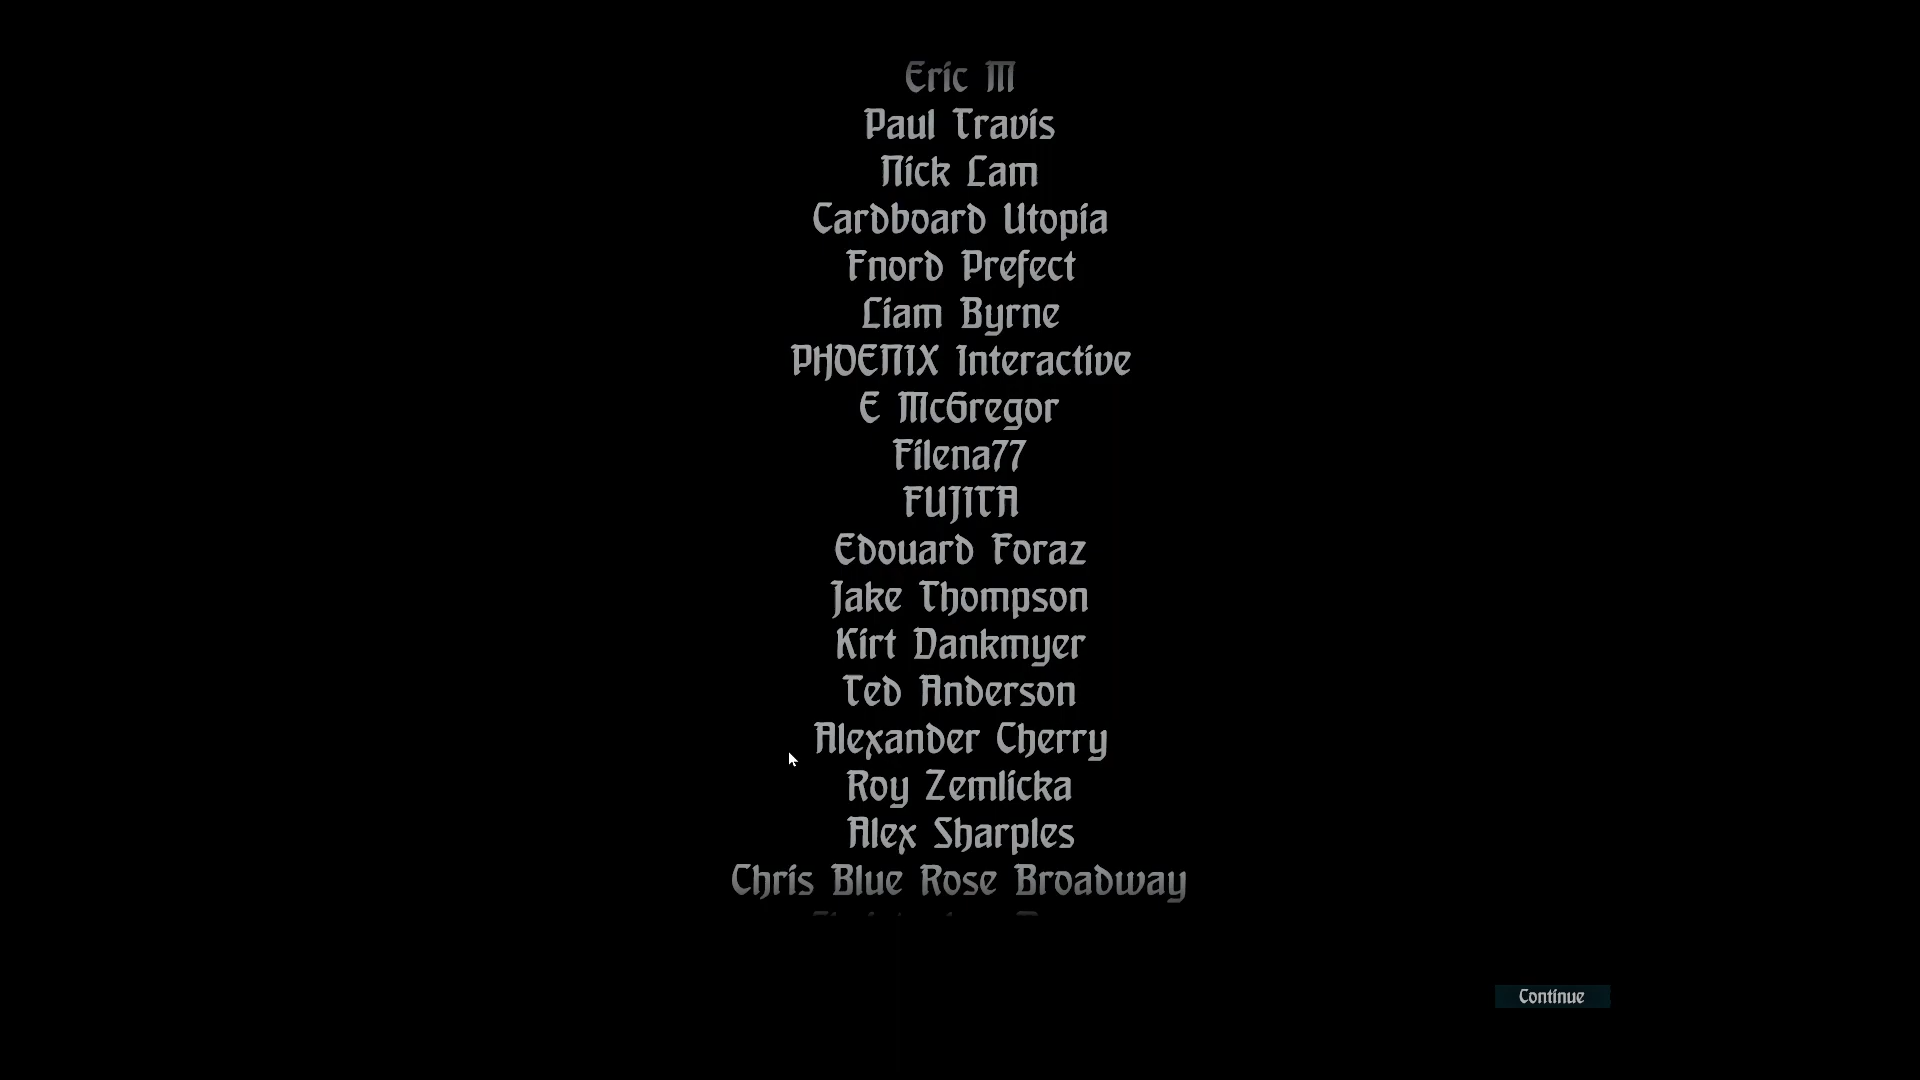 Eric M
Paul Travis
Nick Lam
Cardboard Utopia
Fnord Prefect
Liam Byrne
PHOENIX Interactive
E McGregor
Filena77
FUJITA
Edouard Foraz
Jake Thompson
Kirt Dankmyer
Ted Anderson
Alexander Cherry
Roy Zemlicka
Alex Sharples
Chris Blue Rose Broadway
Continue